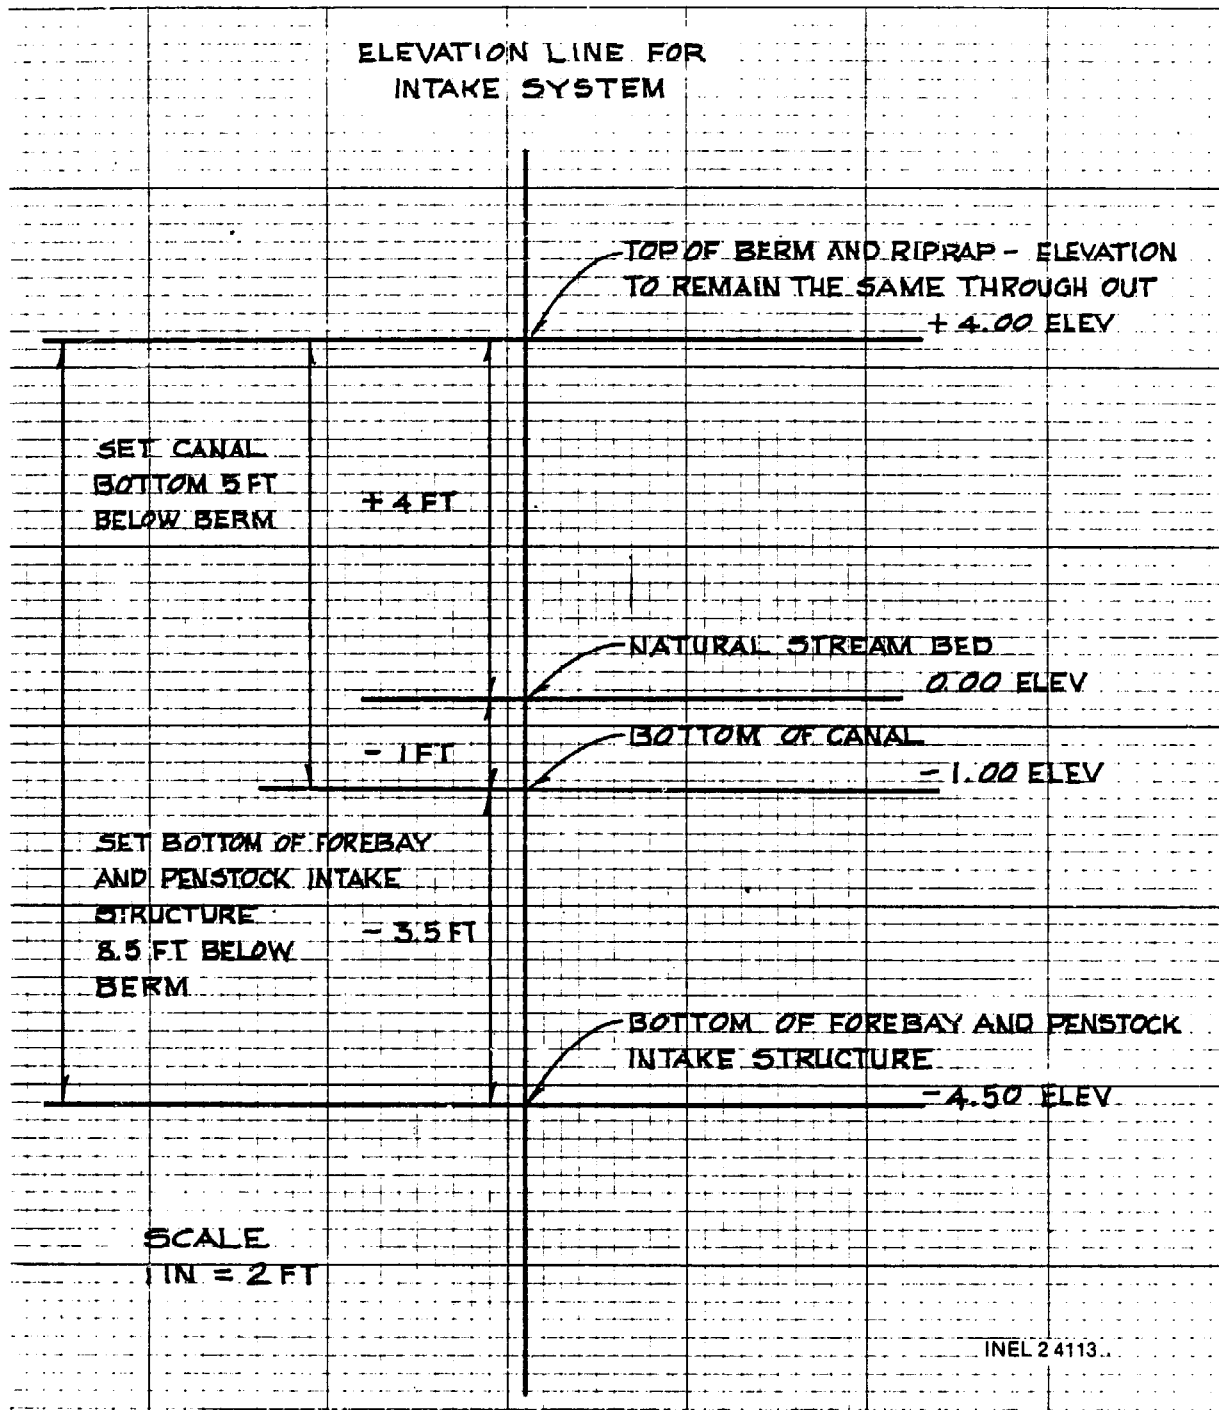 ELEVATION LINE FOR
INTAKE SYSTEM
TOP OF BERM AND RIPRAP - ELEVATION
TO REMAIN THE SAME THROUGH OUT
+ 4.00 ELEV
SET CANAL
BOTTOM 5 FT
BELOW BERM
+ 4 FT
NATURAL STREAM BED
0.00 ELEV
- 1 FT
BOTTOM OF CANAL
- 1.00 ELEV
SET BOTTOM OF FOREBAY
AND PENSTOCK INTAKE
STRUCTURE
8.5 FT BELOW
BERM
- 3.5 FT
BOTTOM OF FOREBAY AND PENSTOCK
INTAKE STRUCTURE
- 4.50 ELEV
SCALE
1 IN = 2 FT
INEL 2 4113